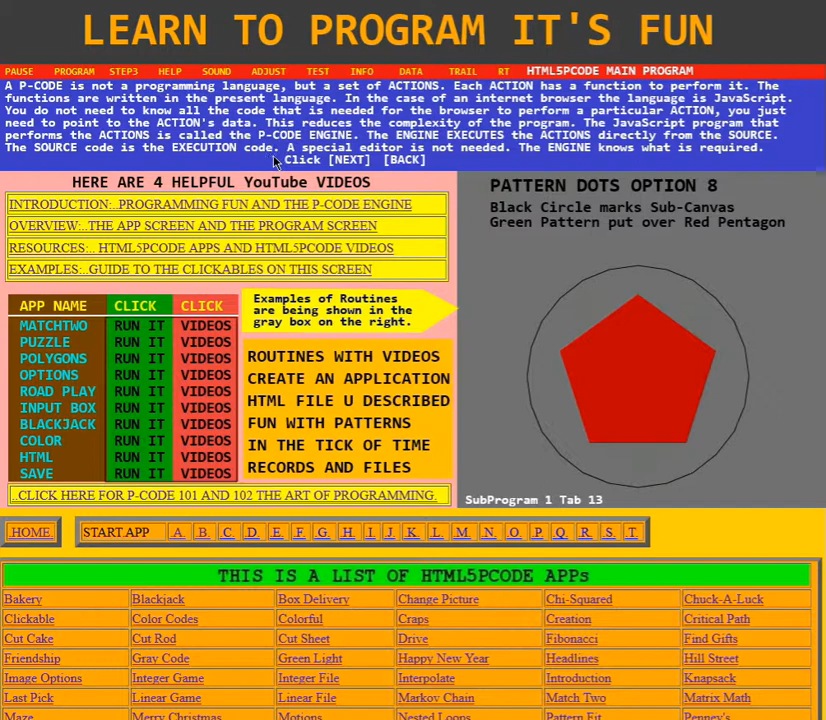 LEARN TO PROGRAM IT'S FUN
PAUSE PROGRAM STEP3 HELP SOUND ADJUST TEST INFO DATA TRAIL RT HTML5PCODE MAIN PROGRAM
A P-CODE is not a programming language, but a set of ACTIONS. Each ACTION has a function to perform it. The
functions are written in the present language. In the case of an internet browser the language is JavaScript.
You do not need to know all the code that is needed for the browser to perform a particular ACTION, you just
need to point to the ACTION's data. This reduces the complexity of the program. The JavaScript program that
performs the ACTIONS is called the P-CODE ENGINE. The ENGINE EXECUTES the ACTIONS directly from the SOURCE.
The SOURCE code is the EXECUTION code. A special editor is not needed. The ENGINE knows what is required.
Click [NEXT] [BACK]
HERE ARE 4 HELPFUL YouTube VIDEOS
INTRODUCTION:..PROGRAMMING FUN AND THE P-CODE ENGINE
OVERVIEW:..THE APP SCREEN AND THE PROGRAM SCREEN
RESOURCES:.. HTML5PCODE APPS AND HTML5PCODE VIDEOS
EXAMPLES:..GUIDE TO THE CLICKABLES ON THIS SCREEN
APP NAME CLICK CLICK
MATCHTWO RUN IT VIDEOS
PUZZLE RUN IT VIDEOS
POLYGONS RUN IT VIDEOS
OPTIONS RUN IT VIDEOS
ROAD PLAY RUN IT VIDEOS
INPUT BOX RUN IT VIDEOS
BLACKJACK RUN IT VIDEOS
COLOR RUN IT VIDEOS
HTML RUN IT VIDEOS
SAVE RUN IT VIDEOS
Examples of Routines
are being shown in the
gray box on the right.
ROUTINES WITH VIDEOS
CREATE AN APPLICATION
HTML FILE U DESCRIBED
FUN WITH PATTERNS
IN THE TICK OF TIME
RECORDS AND FILES
..CLICK HERE FOR P-CODE 101 AND 102 THE ART OF PROGRAMMING.
PATTERN DOTS OPTION 8
Black Circle marks Sub-Canvas
Green Pattern put over Red Pentagon
SubProgram 1 Tab 13
.HOME. START.APP .A. .B. .C. .D. .E. .F. .G. .H. .I. .J. .K. .L. .M. .N. .O. .P. .Q. .R. .S. .T.
THIS IS A LIST OF HTML5PCODE APPs
Bakery Blackjack Box Delivery Change Picture Chi-Squared Chuck-A-Luck
Clickable Color Codes Colorful Craps Creation Critical Path
Cut Cake Cut Rod Cut Sheet Drive Fibonacci Find Gifts
Friendship Gray Code Green Light Happy New Year Headlines Hill Street
Image Options Integer Game Integer File Interpolate Introduction Knapsack
Last Pick Linear Game Linear File Markov Chain Match Two Matrix Math
Maze Merry Christmas Motions Nested Loops Pattern Fit Penney's